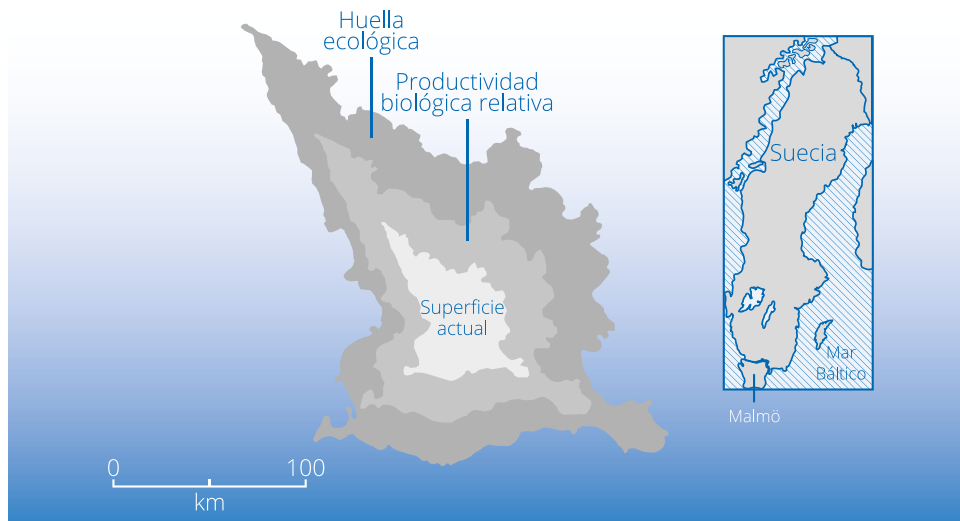 Huella
ecológica
Productividad
biológica relativa
Superficie
actual
Suecia
Mar
Báltico
Malmö
0
100
km